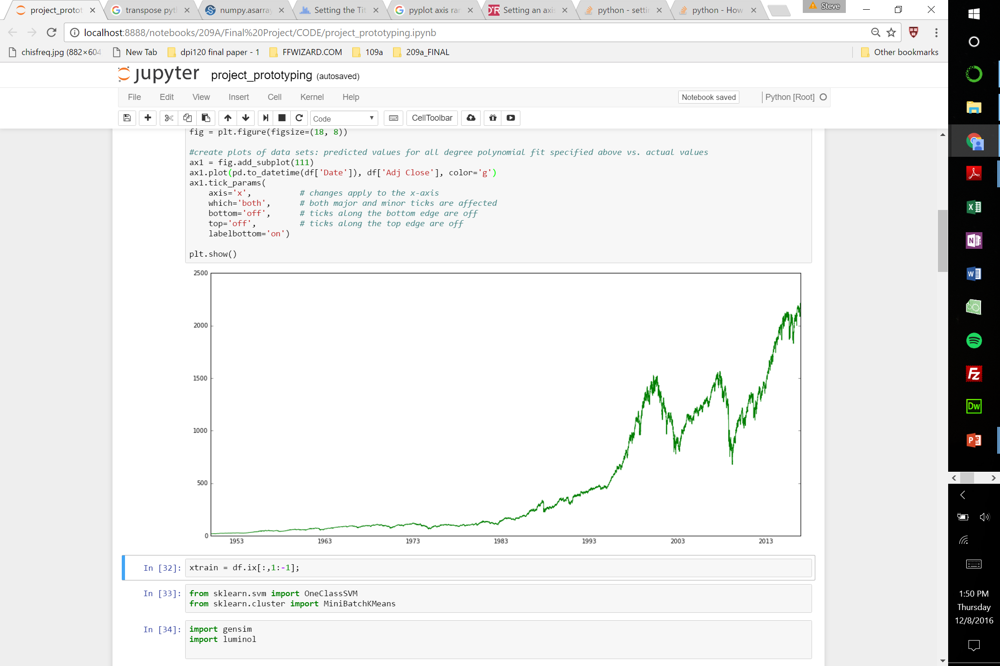 project_protot
transpose pyt
numpy.asarray
Setting the Tit
pyplot axis ra
Setting an axis
python - setti
python - How
Steve
localhost:8888/notebooks/209A/Final%20Project/CODE/project_prototyping.ipynb
chisfreq.jpg (882×604
New Tab
dpi120 final paper - 1
FFWIZARD.COM
109a
209a_FINAL
Other bookmarks
jupyter project_prototyping (autosaved)
File Edit View Insert Cell Kernel Help
Notebook saved
Python [Root]
Code
CellToolbar
fig = plt.figure(figsize=(18, 8))
#create plots of data sets: predicted values for all degree polynomial fit specified above vs. actual values
ax1 = fig.add_subplot(111)
ax1.plot(pd.to_datetime(df['Date']), df['Adj Close'], color='g')
ax1.tick_params(
    axis='x',          # changes apply to the x-axis
    which='both',      # both major and minor ticks are affected
    bottom='off',      # ticks along the bottom edge are off
    top='off',         # ticks along the top edge are off
    labelbottom='on')
plt.show()
2500
2000
1500
1000
500
0
1953 1963 1973 1983 1993 2003 2013
In [32]: xtrain = df.ix[:,1:-1];
In [33]: from sklearn.svm import OneClassSVM
from sklearn.cluster import MiniBatchKMeans
In [34]: import gensim
import luminol
1:50 PM
Thursday
12/8/2016